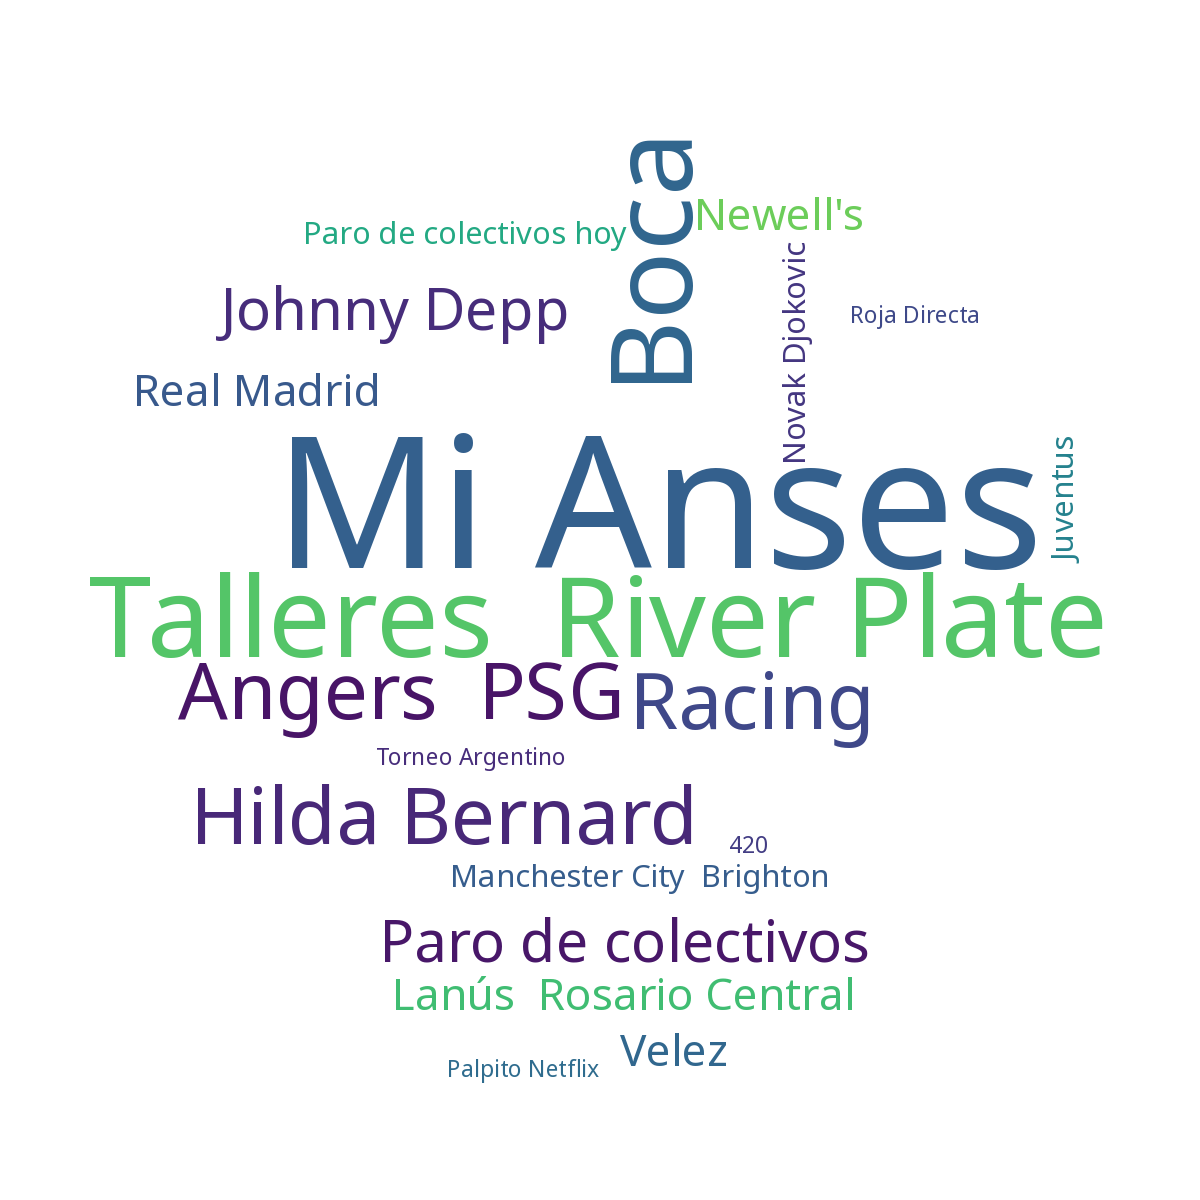 Boca
Newell's
Paro de colectivos hoy
Novak Djokovic
Johnny Depp
Roja Directa
Real Madrid
Mi Anses
Juventus
Talleres River Plate
Angers PSG
Racing
Torneo Argentino
Hilda Bernard
420
Manchester City Brighton
Paro de colectivos
Lanús Rosario Central
Velez
Palpito Netflix